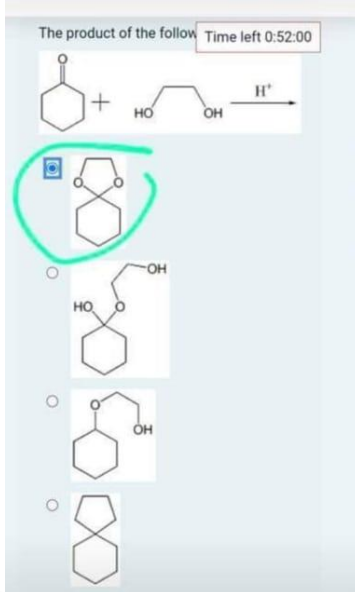 The product of the follow Time left 0:52:00
O
+ HO OH H⁺
O O
OH
HO O
O
OH